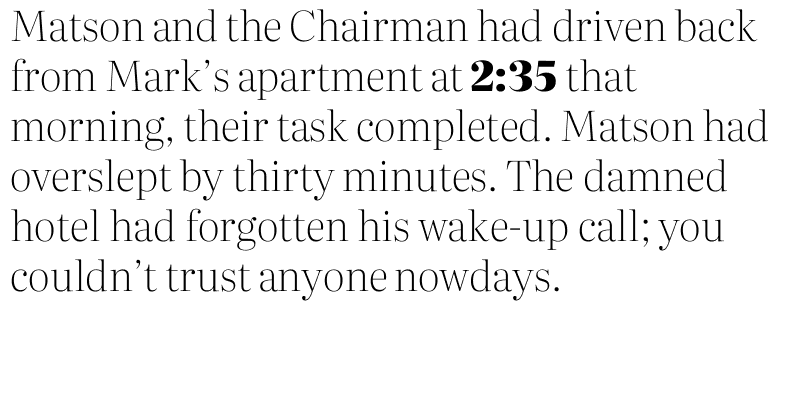 Matson and the Chairman had driven back
from Mark’s apartment at 2:35 that
morning, their task completed. Matson had
overslept by thirty minutes. The damned
hotel had forgotten his wake-up call; you
couldn’t trust anyone nowdays.